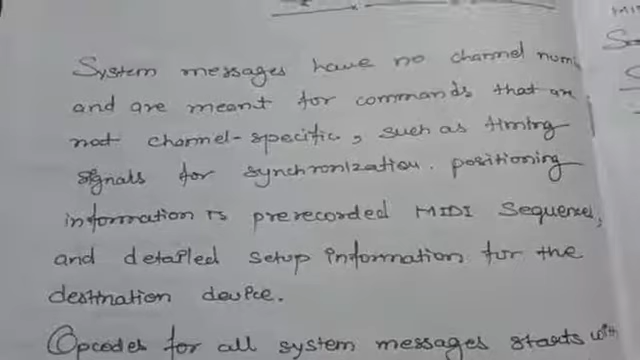 System messages have no channel num
and are meant for commands that are
not channel-specific, such as timing
signals for synchronization. positioning
information is prerecorded MIDI Sequences,
and detailed setup information for the
destination device.
Opcodes for all system messages starts with